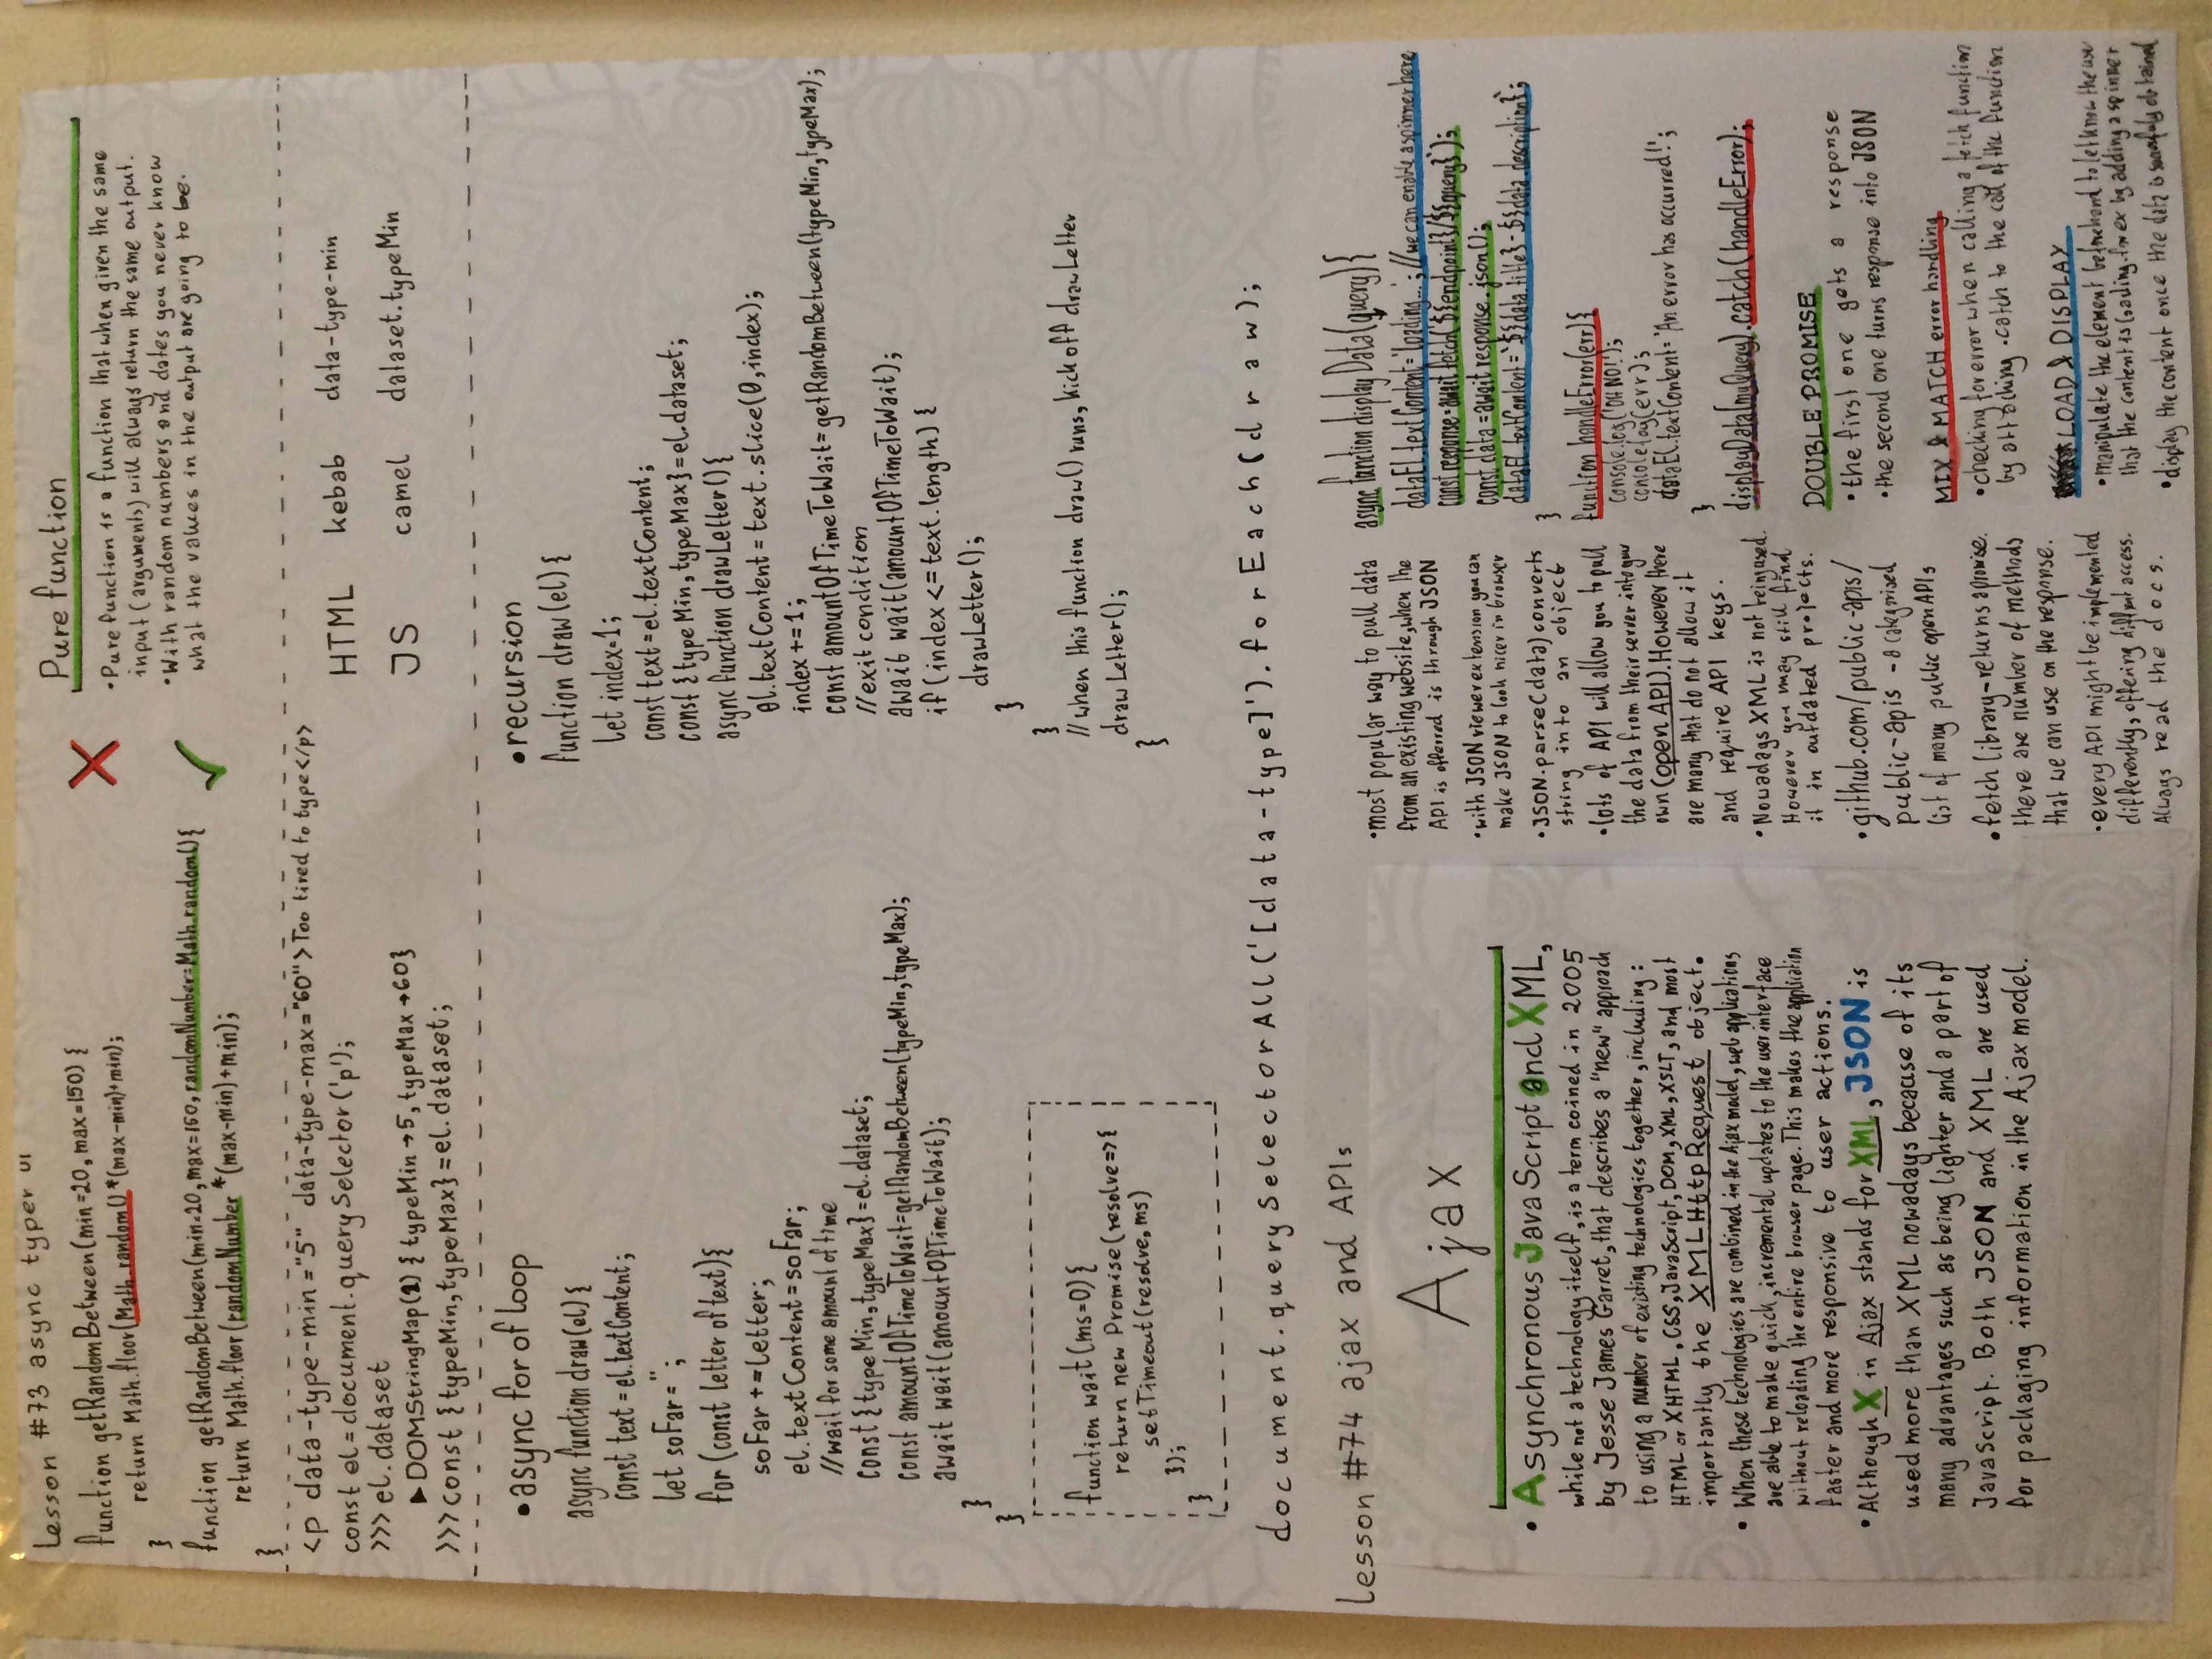 Lesson #73 async typer UI
function getRandomBetween(min=20, max=150) {
return Math.floor(Math.random()*(max-min)+min);
}
function getRandomBetween(min=20, max=150, randomNumber=Math.random(){
return Math.floor(randomNumber*(max-min)+min);
}
Pure function
• Pure function is a function that when given the same
input (arguments) will always return the same output.
• With random numbers and dates you never know
what the values in the output are going to be.
<p data-type-min="5" data-type-max="60">Too tired to type</p>
const el=document.querySelector('p');
>>> el.dataset
▶ DOMStringMap(2) { typeMin→5, typeMax→60}
>>> const {typeMin, typeMax}=el.dataset;
HTML kebab data-type-min
JS camel dataset.typeMin
• async for of loop
async function draw(el){
const text = el.textContent;
let soFar = '';
for (const letter of text){
soFar +=letter;
el.textContent=soFar;
//wait for some amount of time
const {typeMin, typeMax}=el.dataset;
const amountOfTimeToWait=getRandomBetween(typeMin,typeMax);
await wait(amountOfTimeToWait);
}
}
function wait(ms=0){
return new Promise(resolve=>{
setTimeout(resolve, ms)
});
}
• recursion
function draw(el){
let index=1;
const text=el.textContent;
const {typeMin, typeMax}=el.dataset;
async function drawLetter(){
el.textContent = text.slice(0,index);
index +=1;
const amountOfTimeToWait=getRandomBetween(typeMin,typeMax);
//exit condition
await wait(amountOfTimeToWait);
if (index <=text.length) {
drawLetter();
}
}
// when this function draw() runs, kick off drawLetter
drawLetter();
}
document.querySelectorAll('[data-type]').forEach(draw);
Lesson #74 ajax and APIs
Ajax
• Asynchronous JavaScript and XML,
while not a technology itself, is a term coined in 2005
by Jesse James Garret, that describes a "new" approach
to using a number of existing technologies together, including:
HTML or XHTML, CSS, JavaScript, DOM, XML, XSLT, and most
importantly the XMLHttpRequest object.
• When these technologies are combined in the Ajax model, web applications
are able to make quick, incremental updates to the user interface
without reloading the entire browser page. This makes the application
faster and more responsive to user actions.
• Although X in Ajax stands for XML, JSON is
used more than XML nowadays because of its
many advantages such as being lighter and a part of
JavaScript. Both JSON and XML are used
for packaging information in the Ajax model.
• most popular way to pull data
from an existing website, when the
API is offerred is through JSON
• with JSON viewer extension you can
make JSON to look nicer in browser
• JSON.parse(data) converts
string into an object
• lots of API will allow you to pull
the data from their server into your
own (open API). However there
are many that do not allow it
and require API keys.
• Nowadays XML is not being used.
However you may still find
it in outdated projects.
• github.com/public-apis/
public-apis - a categorised
list of many public open APIs
• fetch library - returns a promise.
there are number of methods
that we can use on the response.
• every API might be implemented
differently, offering diffrent access.
Always read the docs.
async function displayData(query){
dataEl.textContent='loading...'; //we can enable a spinner here
const response=await fetch(`${endpoint}/${query}`);
const data =await response.json();
dataEl.textContent=`${data.title}-${data.description}`;
}
function handleError(err){
console.log('OH NO!');
console.log(err);
dataEl.textContent='An error has occurred!';
}
displayData(myQuery).catch(handleError);
DOUBLE PROMISE
• the first one gets a response
• the second one turns response into JSON
MIX & MATCH error handling
• checking for error when calling a fetch function
by attaching .catch to the call of the function
LOAD & DISPLAY
• manipulate the element beforehand to let know the user
that the content is loading. for ex by adding a spinner
• display the content once the data is obtained